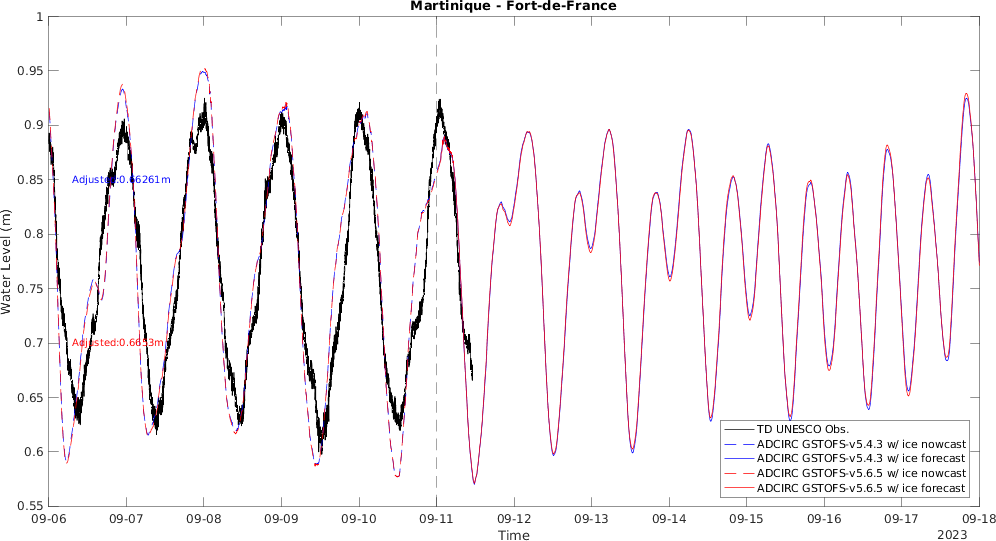 Martinique - Fort-de-France
1
0.95
0.9
0.85
0.8
0.75
0.7
0.65
0.6
0.55
Water Level (m)
Adjusted:0.66261m
Adjusted:0.6653m
TD UNESCO Obs.
ADCIRC GSTOFS-v5.4.3 w/ ice nowcast
ADCIRC GSTOFS-v5.4.3 w/ ice forecast
ADCIRC GSTOFS-v5.6.5 w/ ice nowcast
ADCIRC GSTOFS-v5.6.5 w/ ice forecast
09-06 09-07 09-08 09-09 09-10 09-11 09-12 09-13 09-14 09-15 09-16 09-17 09-18
Time
2023